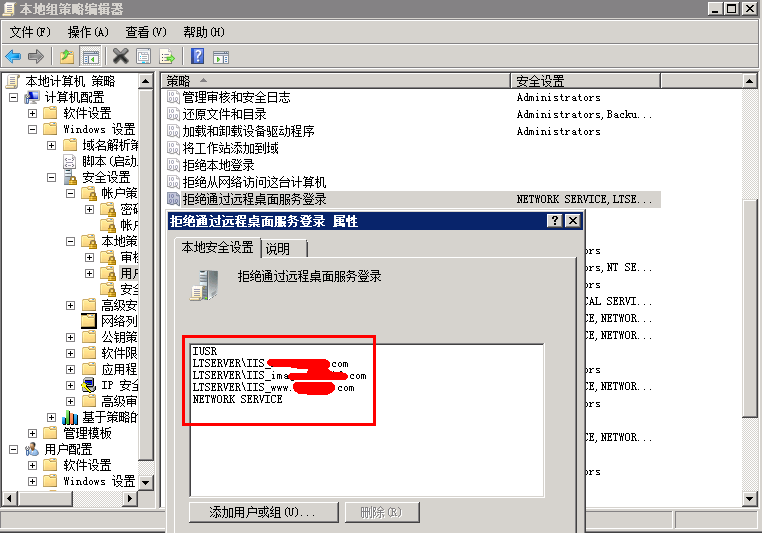 本地组策略编辑器
文件(F) 操作(A) 查看(V) 帮助(H)
本地计算机 策略
计算机配置
软件设置
Windows 设置
域名解析策
脚本(启动
安全设置
帐户策
密码
帐户
本地策
审核
用户
安全
高级安
网络列
公钥策
软件限
应用程
IP 安全
高级审
基于策略的
管理模板
用户配置
软件设置
Windows 设置
策略 安全设置
管理审核和安全日志 Administrators
还原文件和目录 Administrators,Backu...
加载和卸载设备驱动程序 Administrators
将工作站添加到域
拒绝本地登录
拒绝从网络访问这台计算机
拒绝通过远程桌面服务登录 NETWORK SERVICE,LTSE...
ors
ors,NT SE...
ors
CAL SERVI...
CE,NETWOR...
CE,NETWOR...
ors
CE,NETWOR...
ors
CE,NETWOR...
ors
拒绝通过远程桌面服务登录 属性
本地安全设置 说明
拒绝通过远程桌面服务登录
IUSR
LTSERVER\IIS_ com
LTSERVER\IIS_ima com
LTSERVER\IIS_www. com
NETWORK SERVICE
添加用户或组(U)... 删除(R)